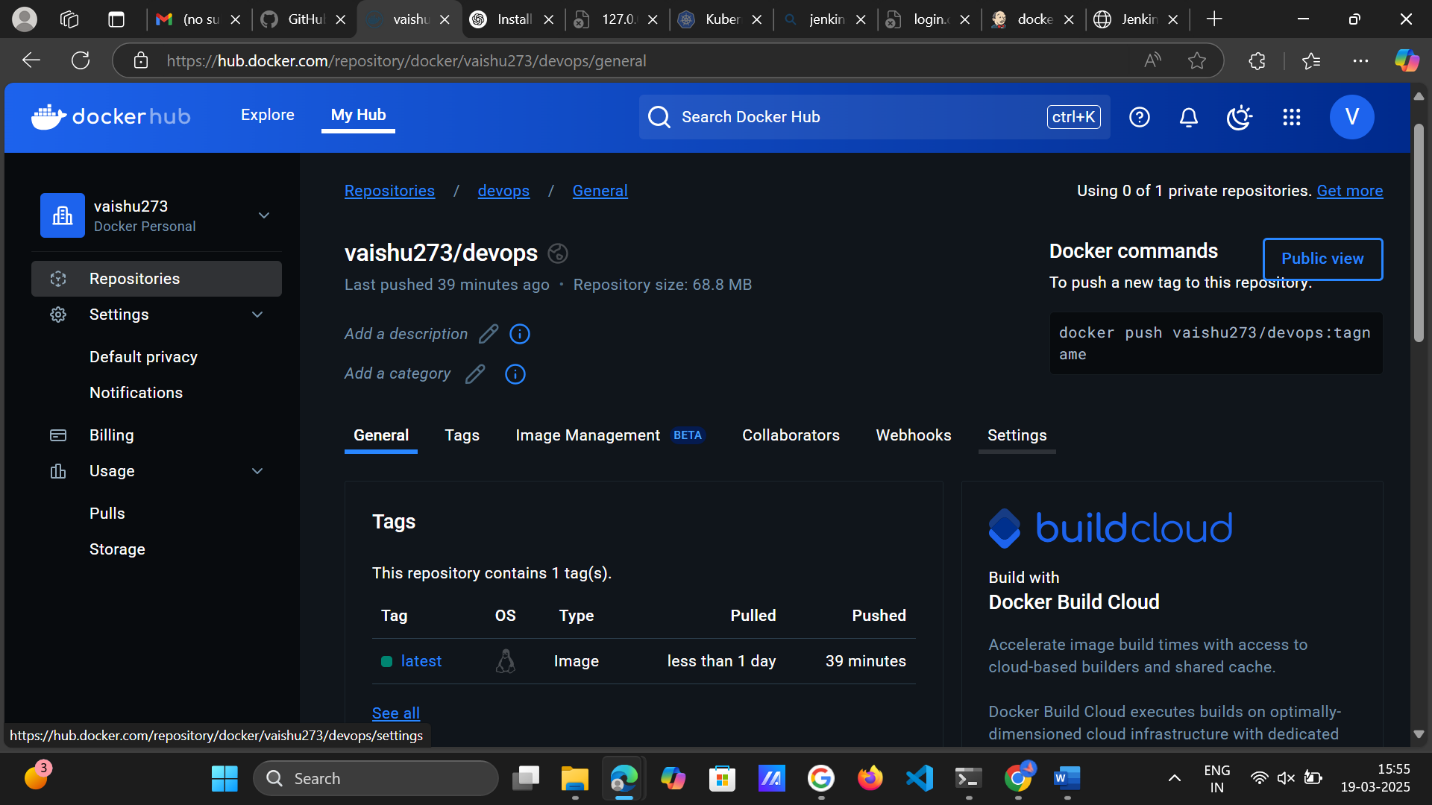 (no su
GitHu
vaishu
Install
127.0.
Kuber
jenkin
login.
docke
Jenkin
https://hub.docker.com/repository/docker/vaishu273/devops/general
dockerhub
Explore
My Hub
Search Docker Hub
ctrl+K
V
vaishu273
Docker Personal
Repositories
Settings
Default privacy
Notifications
Billing
Usage
Pulls
Storage
Repositories / devops / General
Using 0 of 1 private repositories. Get more
vaishu273/devops
Last pushed 39 minutes ago • Repository size: 68.8 MB
Add a description
Add a category
Docker commands
Public view
To push a new tag to this repository:
docker push vaishu273/devops:tagn
ame
General
Tags
Image Management BETA
Collaborators
Webhooks
Settings
Tags
This repository contains 1 tag(s).
Tag OS Type Pulled Pushed
latest Image less than 1 day 39 minutes
See all
buildcloud
Build with
Docker Build Cloud
Accelerate image build times with access to
cloud-based builders and shared cache.
Docker Build Cloud executes builds on optimally-
dimensioned cloud infrastructure with dedicated
https://hub.docker.com/repository/docker/vaishu273/devops/settings
3
Search
ENG
IN
15:55
19-03-2025